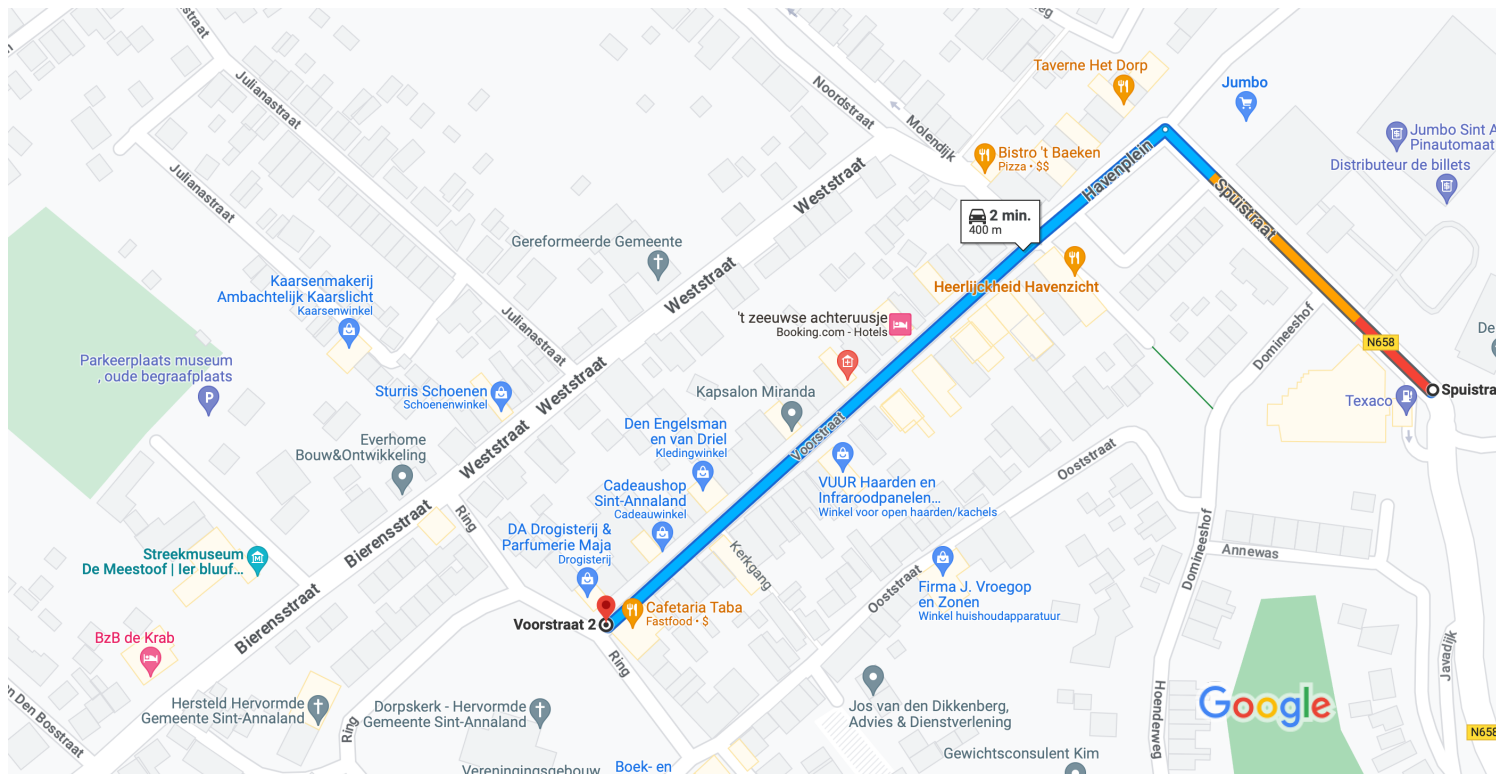 Julianastraat
Taverne Het Dorp
Noordstraat
Jumbo
Molendijk
Jumbo Sint A
Pinautomaat
Bistro 't Baeken
Pizza • $$
Distributeur de billets
Havenplein
Julianastraat
Weststraat
Spuistraat
2 min.
400 m
Gereformeerde Gemeente
Weststraat
Kaarsenmakerij
Ambachtelijk Kaarslicht
Kaarsenwinkel
Heerlijckheid Havenzicht
't zeeuwse achteruusje
Booking.com - Hotels
Julianastraat
Domineeshof
N658
De
Parkeerplaats museum
, oude begraafplaats
Weststraat
Sturris Schoenen
Schoenenwinkel
Kapsalon Miranda
Spuistra
Texaco
Den Engelsman
en van Driel
Kledingwinkel
Voorstraat
Weststraat
Everhome
Bouw&Ontwikkeling
Ooststraat
VUUR Haarden en
Infraroodpanelen...
Winkel voor open haarden/kachels
Cadeaushop
Sint-Annaland
Cadeauwinkel
Ring
Bierensstraat
DA Drogisterij &
Parfumerie Maja
Drogisterij
Kerkgang
Domineeshof
Annewas
Streekmuseum
De Meestoof | Ier bluuf...
Ooststraat
Firma J. Vroegop
en Zonen
Winkel huishoudapparatuur
Bierensstraat
Voorstraat 2
Cafetaria Taba
Fastfood • $
BzB de Krab
Ring
Javadijk
Hersteld Hervormde
Gemeente Sint-Annaland
Ring
Dorpskerk - Hervormde
Gemeente Sint-Annaland
Jos van den Dikkenberg,
Advies & Dienstverlening
Hoenderweg
Google
n Den Bosstraat
N658
Gewichtsconsulent Kim
Verenigingsgebouw
Boek- en